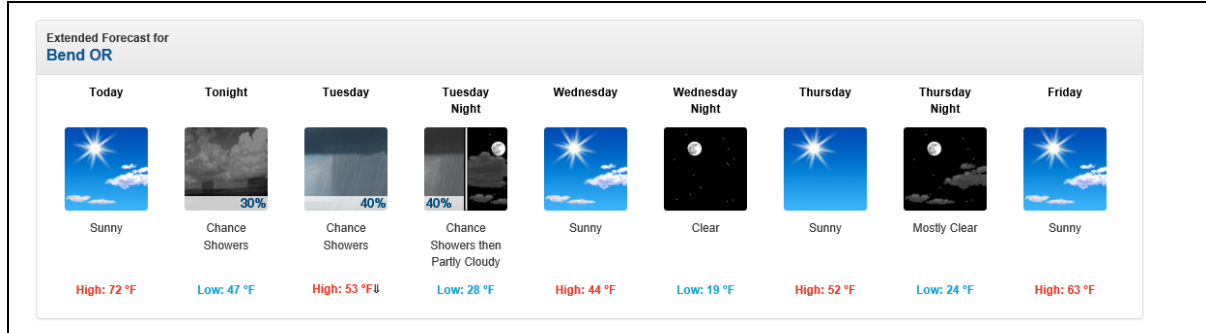 Extended Forecast for
Bend OR
Today
Tonight
Tuesday
Tuesday
Night
Wednesday
Wednesday
Night
Thursday
Thursday
Night
Friday
30%
40%
40%
Sunny
Chance
Showers
Chance
Showers
Chance
Showers then
Partly Cloudy
Sunny
Clear
Sunny
Mostly Clear
Sunny
High: 72 °F
Low: 47 °F
High: 53 °F⇓
Low: 28 °F
High: 44 °F
Low: 19 °F
High: 52 °F
Low: 24 °F
High: 63 °F